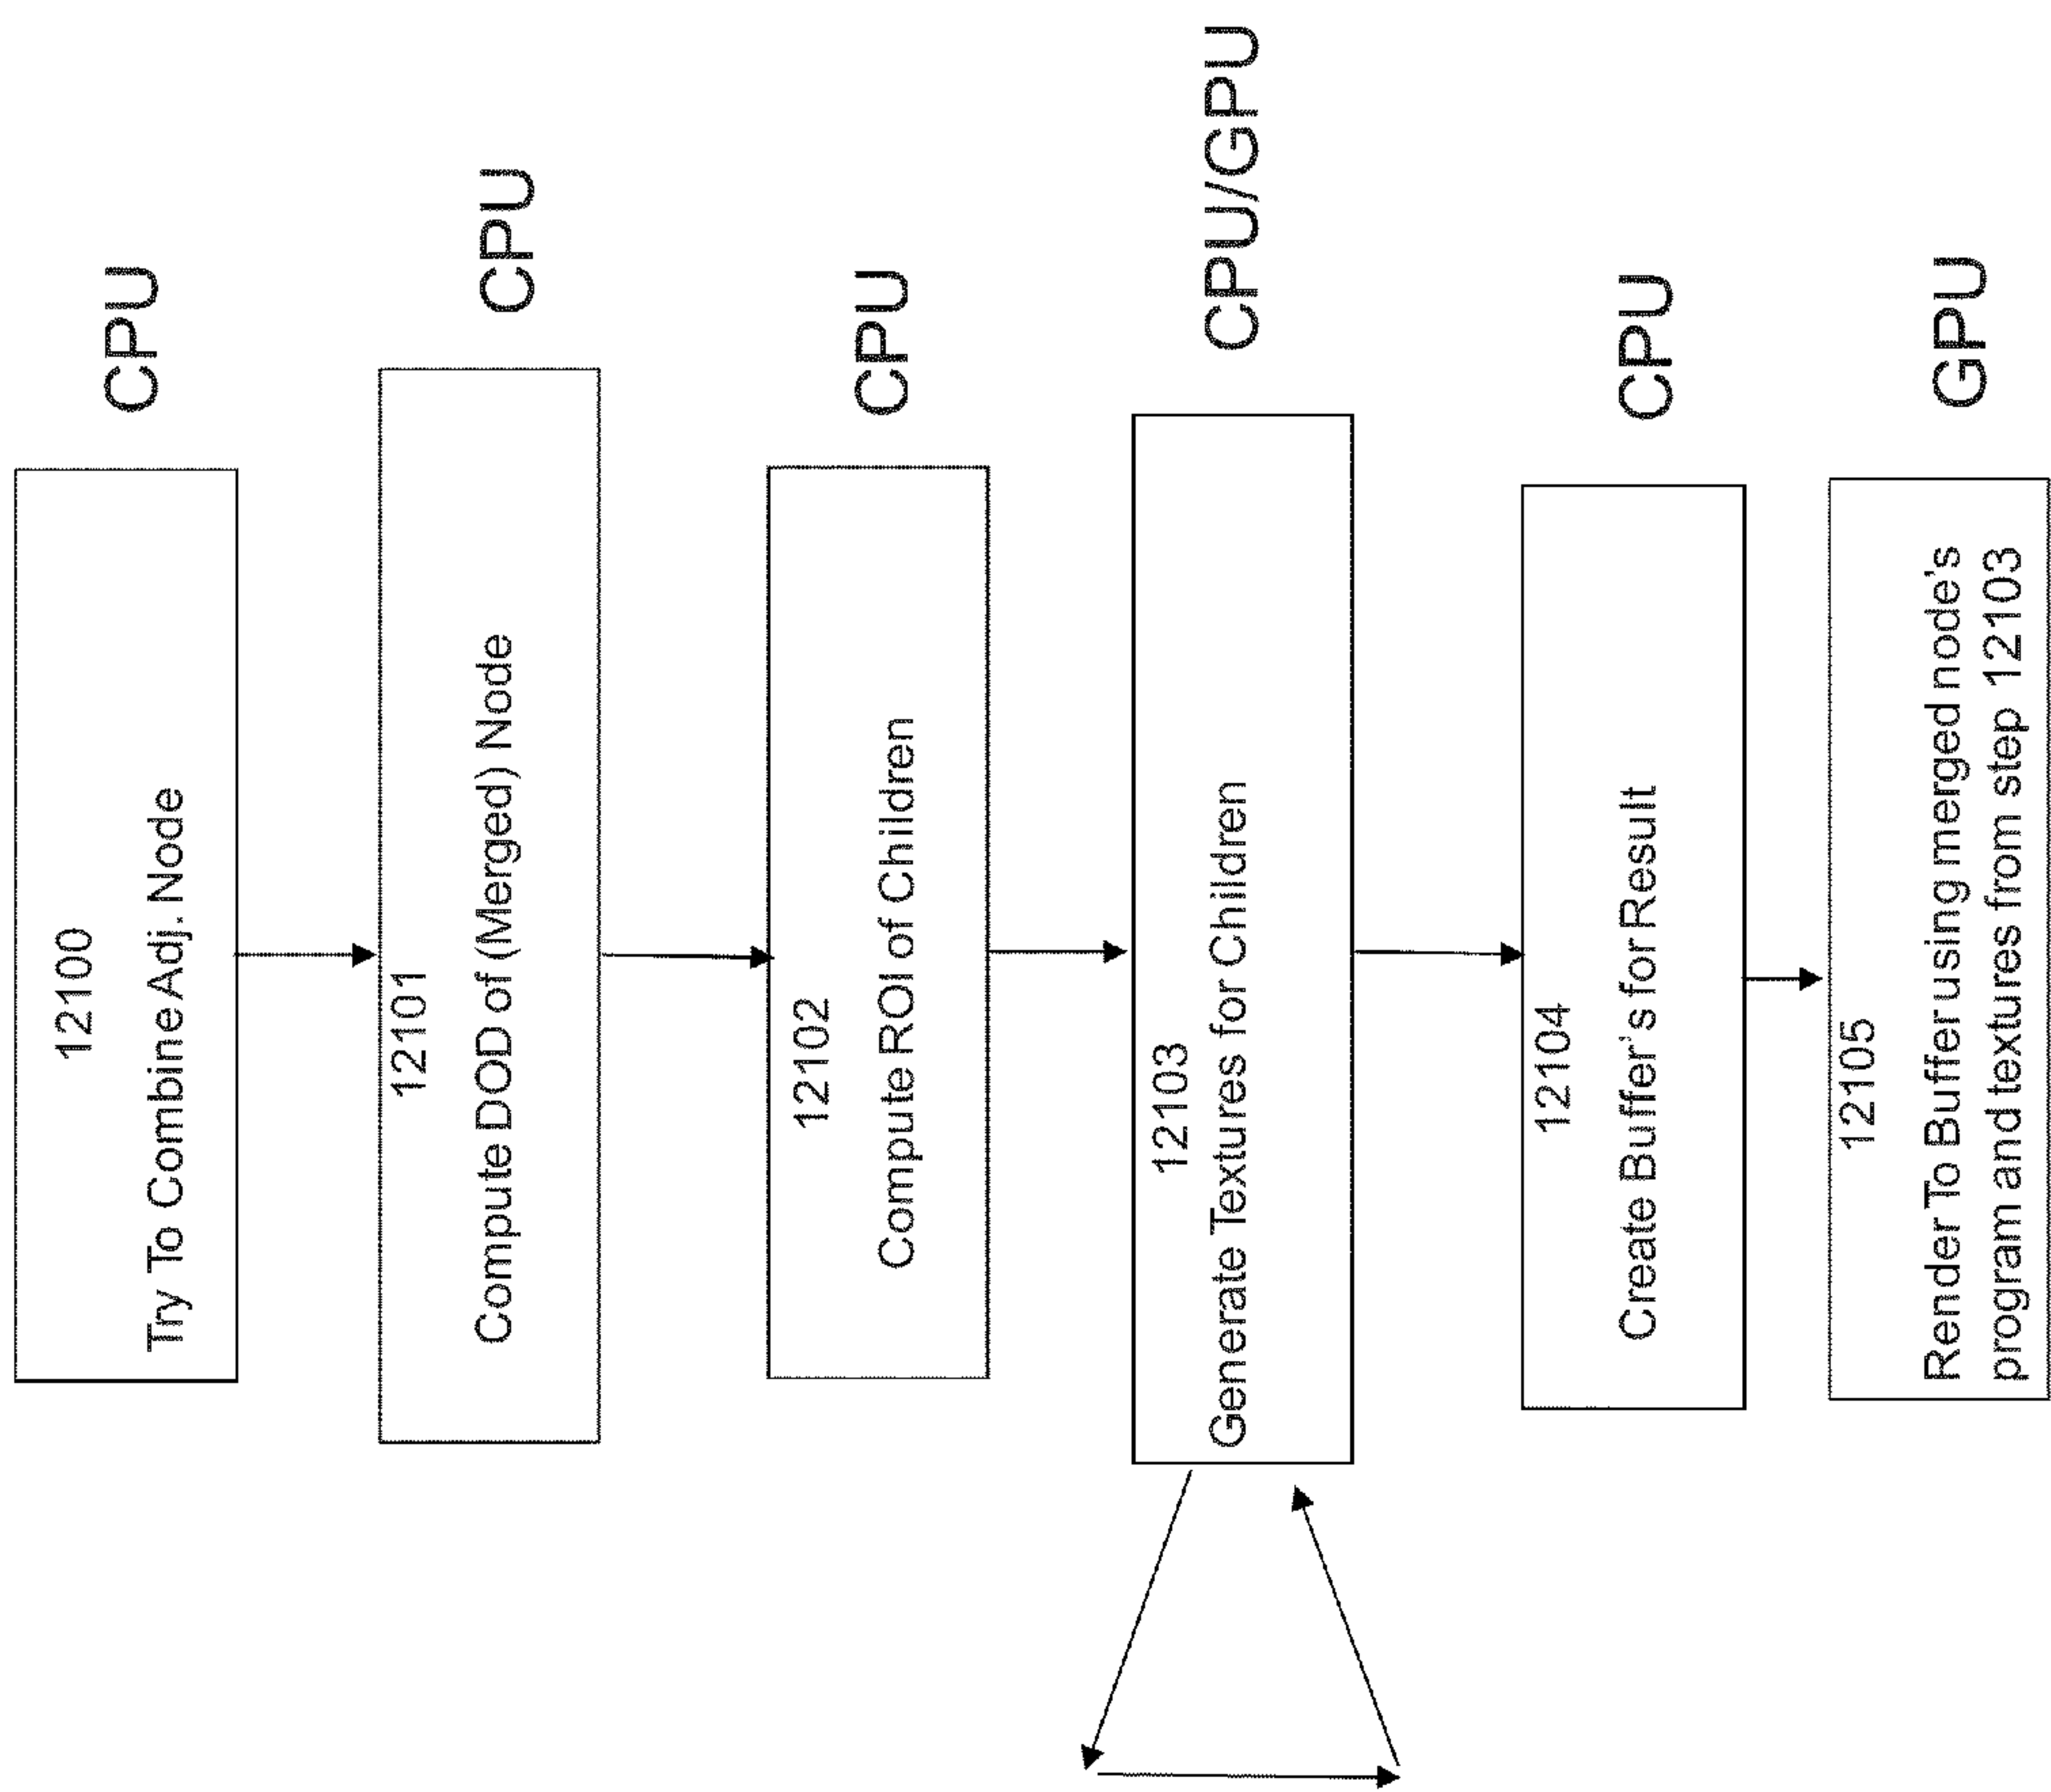 12100
Try To Combine Adj. Node
CPU
12101
Compute DOD of (Merged) Node
CPU
12102
Compute ROI of Children
CPU
12103
Generate Textures for Children
CPU/GPU
12104
Create Buffer's for Result
CPU
12105
Render To Buffer using merged node's
program and textures from step 12103
GPU